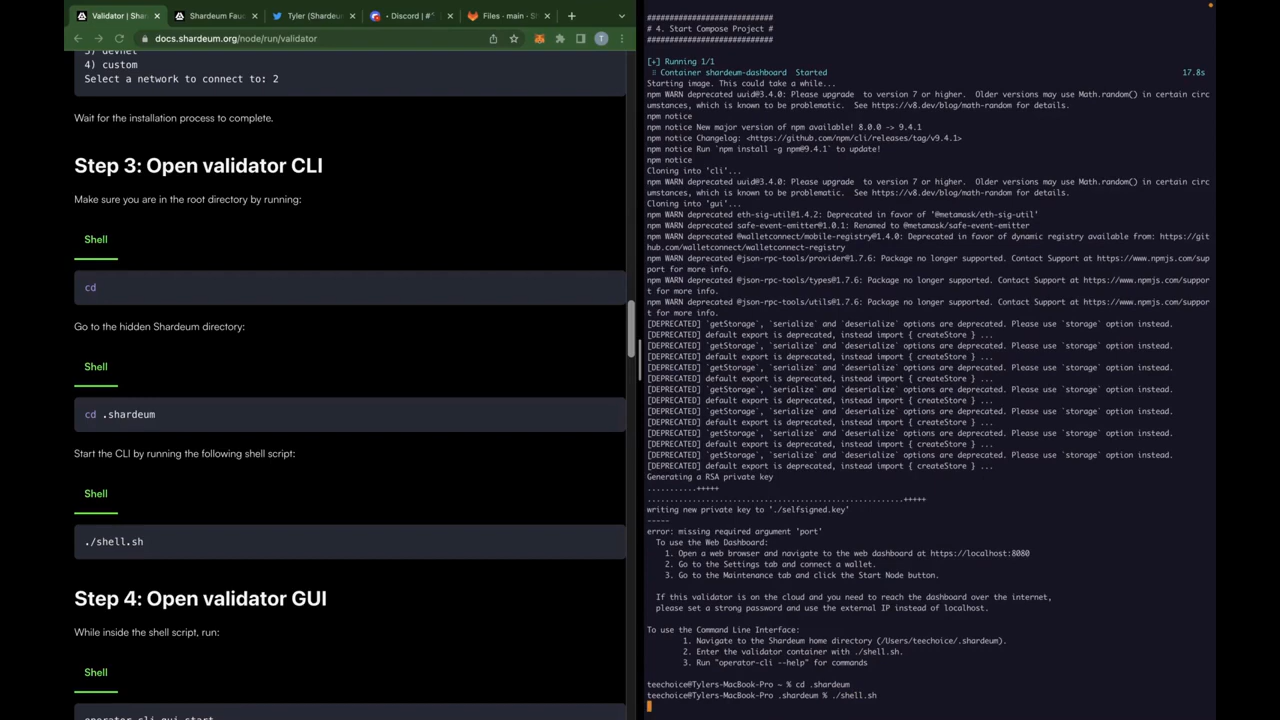 Validator | Shar
Shardeum Fauc
Tyler (Shardeu
• Discord | #
Files · main · S
docs.shardeum.org/node/run/validator
T
3) devnet
4) custom
Select a network to connect to: 2
Wait for the installation process to complete.
Step 3: Open validator CLI
Make sure you are in the root directory by running:
Shell
cd
Go to the hidden Shardeum directory:
Shell
cd .shardeum
Start the CLI by running the following shell script:
Shell
./shell.sh
Step 4: Open validator GUI
While inside the shell script, run:
Shell
operator-cli gui start
###########################
# 4. Start Compose Project #
###########################
[+] Running 1/1
Container shardeum-dashboard Started 17.8s
Starting image. This could take a while...
npm WARN deprecated uuid@3.4.0: Please upgrade to version 7 or higher. Older versions may use Math.random() in certain circ
umstances, which is known to be problematic. See https://v8.dev/blog/math-random for details.
npm notice
npm notice New major version of npm available! 8.0.0 -> 9.4.1
npm notice Changelog: <https://github.com/npm/cli/releases/tag/v9.4.1>
npm notice Run `npm install -g npm@9.4.1` to update!
npm notice
Cloning into 'cli'...
npm WARN deprecated uuid@3.4.0: Please upgrade to version 7 or higher. Older versions may use Math.random() in certain circ
umstances, which is known to be problematic. See https://v8.dev/blog/math-random for details.
Cloning into 'gui'...
npm WARN deprecated eth-sig-util@1.4.2: Deprecated in favor of '@metamask/eth-sig-util'
npm WARN deprecated safe-event-emitter@1.0.1: Renamed to @metamask/safe-event-emitter
npm WARN deprecated @walletconnect/mobile-registry@1.4.0: Deprecated in favor of dynamic registry available from: https://git
hub.com/walletconnect/walletconnect-registry
npm WARN deprecated @json-rpc-tools/provider@1.7.6: Package no longer supported. Contact Support at https://www.npmjs.com/sup
port for more info.
npm WARN deprecated @json-rpc-tools/types@1.7.6: Package no longer supported. Contact Support at https://www.npmjs.com/suppor
t for more info.
npm WARN deprecated @json-rpc-tools/utils@1.7.6: Package no longer supported. Contact Support at https://www.npmjs.com/suppor
t for more info.
[DEPRECATED] `getStorage`, `serialize` and `deserialize` options are deprecated. Please use `storage` option instead.
[DEPRECATED] default export is deprecated, instead import { createStore } ...
[DEPRECATED] `getStorage`, `serialize` and `deserialize` options are deprecated. Please use `storage` option instead.
[DEPRECATED] default export is deprecated, instead import { createStore } ...
[DEPRECATED] `getStorage`, `serialize` and `deserialize` options are deprecated. Please use `storage` option instead.
[DEPRECATED] default export is deprecated, instead import { createStore } ...
[DEPRECATED] `getStorage`, `serialize` and `deserialize` options are deprecated. Please use `storage` option instead.
[DEPRECATED] default export is deprecated, instead import { createStore } ...
[DEPRECATED] `getStorage`, `serialize` and `deserialize` options are deprecated. Please use `storage` option instead.
[DEPRECATED] default export is deprecated, instead import { createStore } ...
[DEPRECATED] `getStorage`, `serialize` and `deserialize` options are deprecated. Please use `storage` option instead.
[DEPRECATED] default export is deprecated, instead import { createStore } ...
[DEPRECATED] `getStorage`, `serialize` and `deserialize` options are deprecated. Please use `storage` option instead.
[DEPRECATED] default export is deprecated, instead import { createStore } ...
Generating a RSA private key
...........+++++
......................................................+++++
writing new private key to './selfsigned.key'
-----
error: missing required argument 'port'
To use the Web Dashboard:
1. Open a web browser and navigate to the web dashboard at https://localhost:8080
2. Go to the Settings tab and connect a wallet.
3. Go to the Maintenance tab and click the Start Node button.
If this validator is on the cloud and you need to reach the dashboard over the internet,
please set a strong password and use the external IP instead of localhost.
To use the Command Line Interface:
1. Navigate to the Shardeum home directory (/Users/teechoice/.shardeum).
2. Enter the validator container with ./shell.sh.
3. Run "operator-cli --help" for commands
teechoice@Tylers-MacBook-Pro ~ % cd .shardeum
teechoice@Tylers-MacBook-Pro .shardeum % ./shell.sh